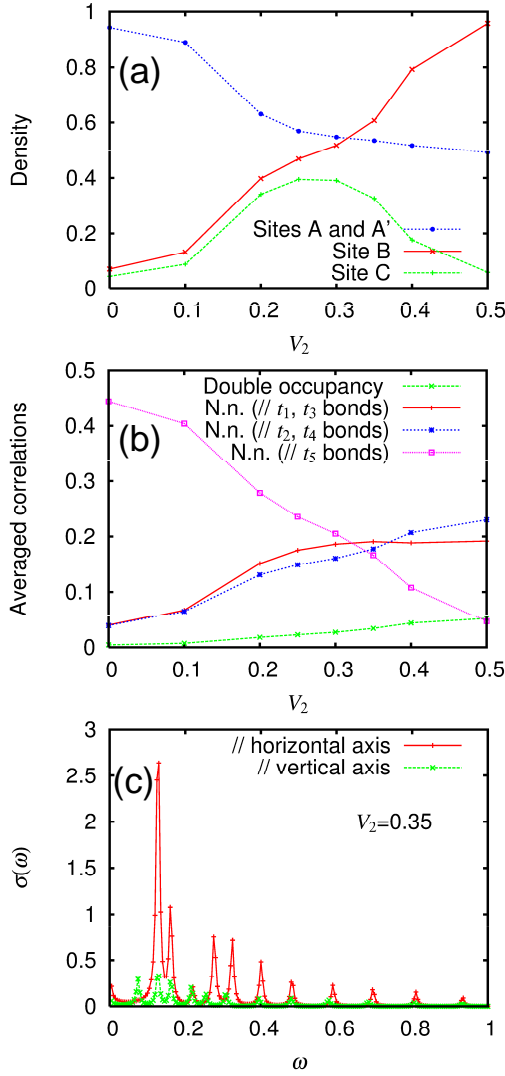 1
0.8
0.6
0.4
0.2
0
Density
(a)
Sites A and A'
Site B
Site C
0 0.1 0.2 0.3 0.4 0.5
V2
0.5
0.4
0.3
0.2
0.1
0
Averaged correlations
(b)
Double occupancy
N.n. (// t1, t3 bonds)
N.n. (// t2, t4 bonds)
N.n. (// t5 bonds)
0 0.1 0.2 0.3 0.4 0.5
V2
3
2.5
2
1.5
1
0.5
0
σ(ω)
(c)
// horizontal axis
// vertical axis
V2=0.35
0 0.2 0.4 0.6 0.8 1
ω